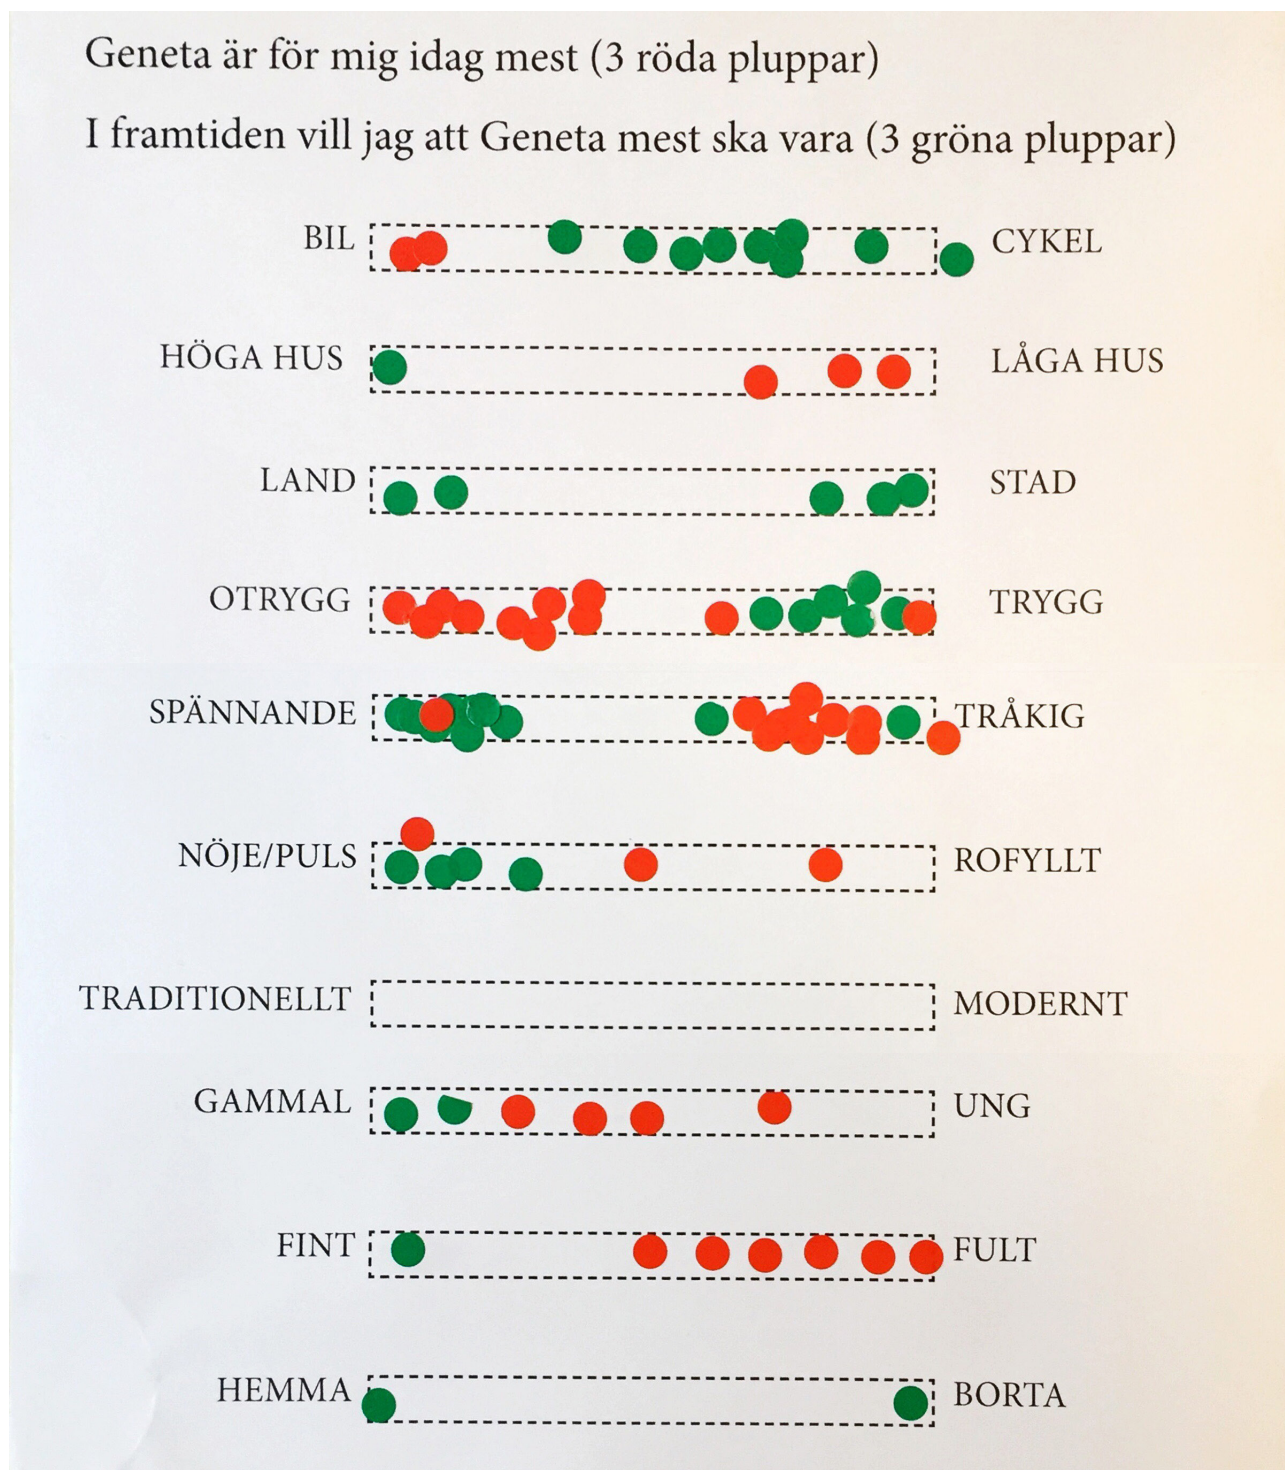 Geneta är för mig idag mest (3 röda pluppar)
I framtiden vill jag att Geneta mest ska vara (3 gröna pluppar)
BIL CYKEL
HÖGA HUS LÅGA HUS
LAND STAD
OTRYGG TRYGG
SPÄNNANDE TRÅKIG
NÖJE/PULS ROFYLLT
TRADITIONELLT MODERNT
GAMMAL UNG
FINT FULT
HEMMA BORTA